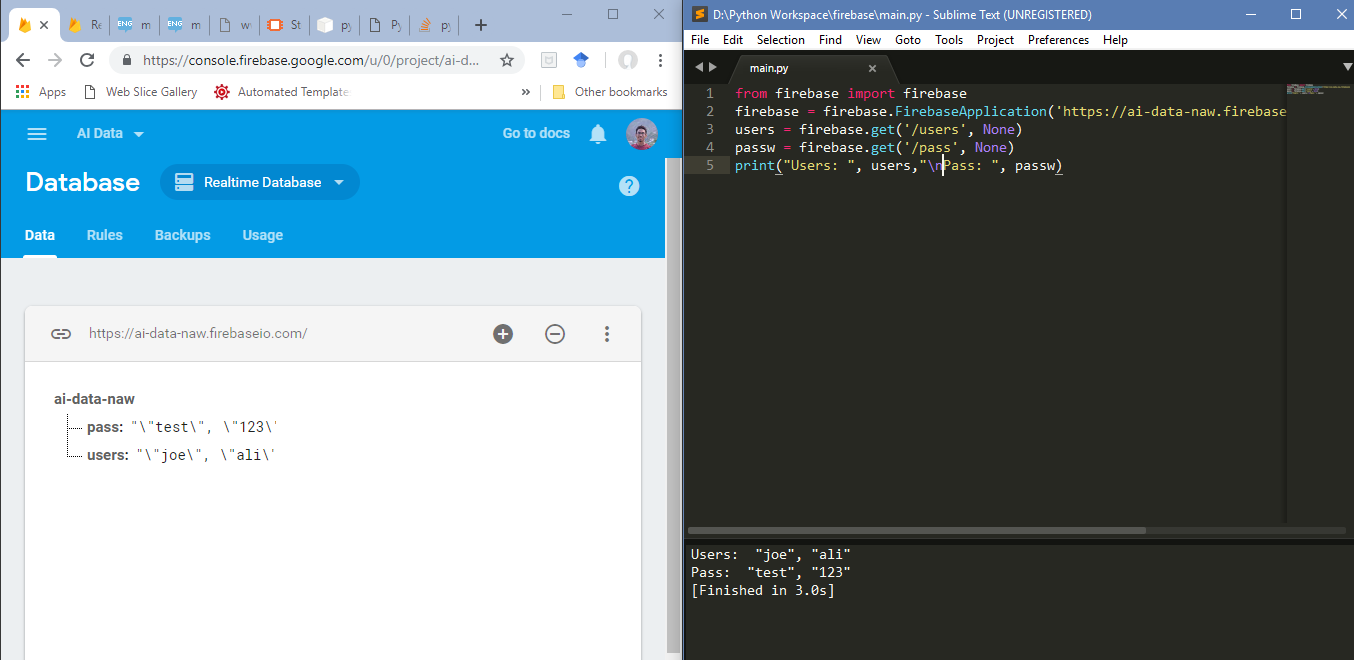 Re
ENG m
ENG m
w
St
py
Py
py
https://console.firebase.google.com/u/0/project/ai-d...
Apps
Web Slice Gallery
Automated Template
»
Other bookmarks
AI Data
Go to docs
Database
Realtime Database
?
Data
Rules
Backups
Usage
https://ai-data-naw.firebaseio.com/
ai-data-naw
pass: "\"test\", \"123\"
users: "\"joe\", \"ali\"
D:\Python Workspace\firebase\main.py - Sublime Text (UNREGISTERED)
File Edit Selection Find View Goto Tools Project Preferences Help
main.py
1 from firebase import firebase
2 firebase = firebase.FirebaseApplication('https://ai-data-naw.firebase
3 users = firebase.get('/users', None)
4 passw = firebase.get('/pass', None)
5 print("Users: ", users,"\nPass: ", passw)
Users:  "joe", "ali"
Pass:  "test", "123"
[Finished in 3.0s]